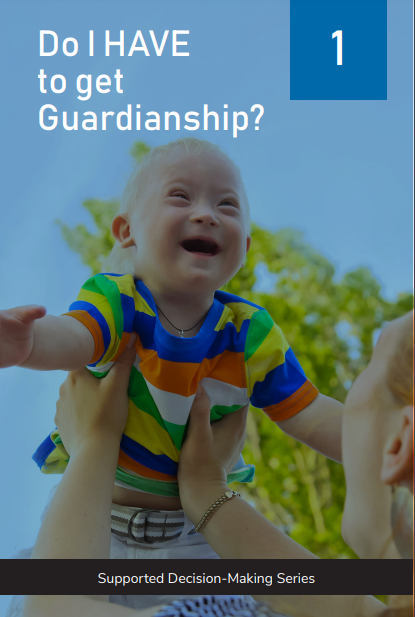 Do I HAVE
to get
Guardianship?
1
Supported Decision-Making Series